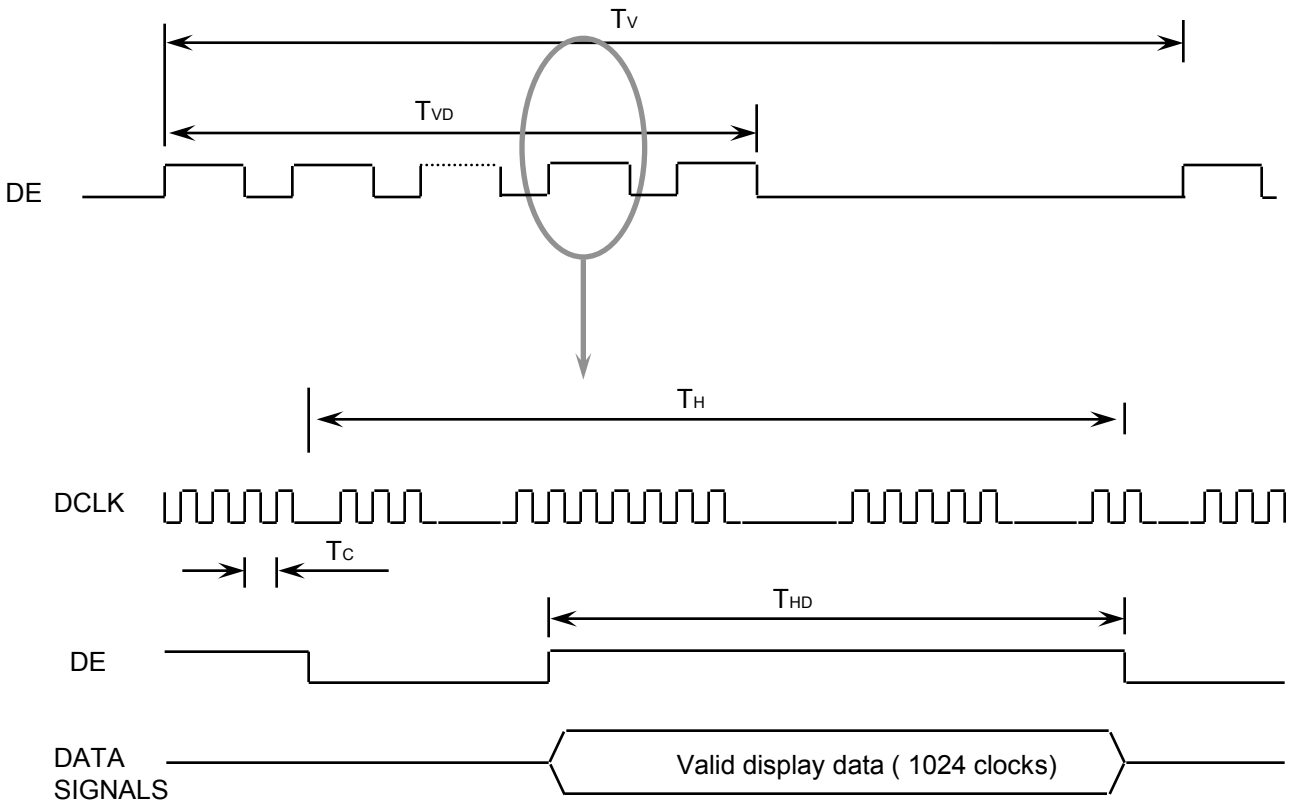 TV
TVD
DE
TH
DCLK
TC
THD
DE
DATA
SIGNALS
Valid display data ( 1024 clocks)